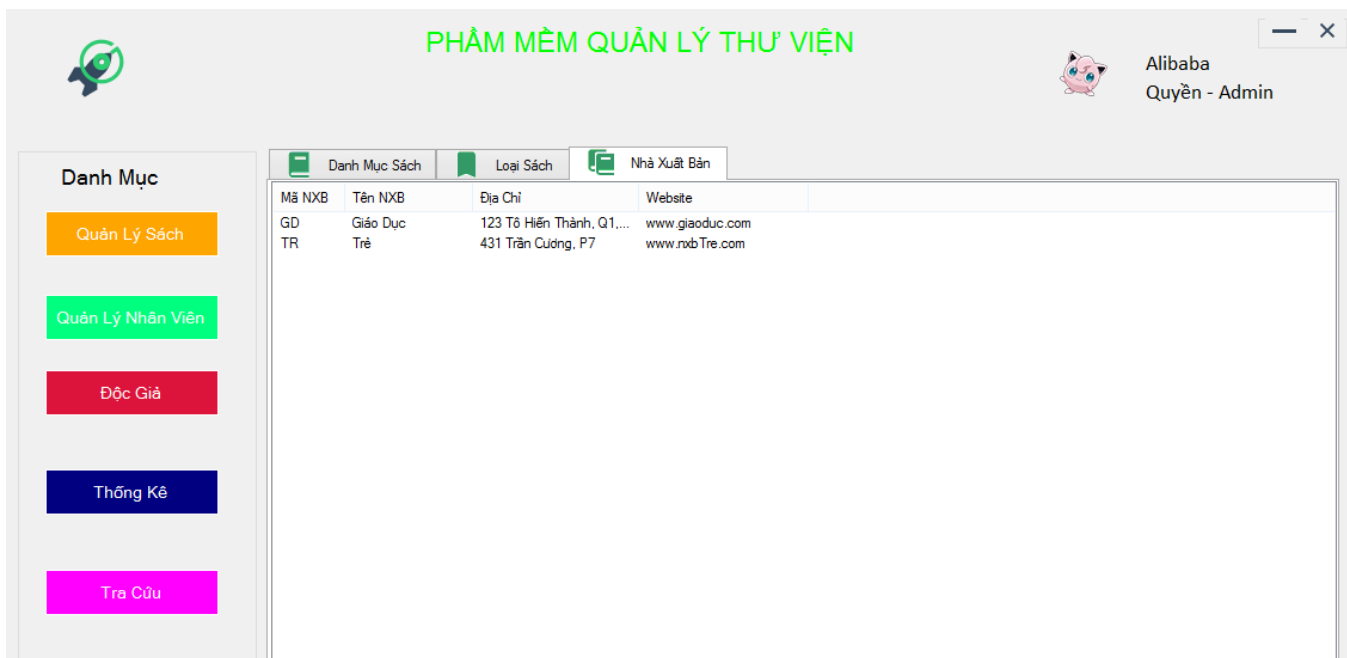 PHẦM MỀM QUẢN LÝ THƯ VIỆN
Alibaba
Quyền - Admin
Danh Mục
Quản Lý Sách
Quản Lý Nhân Viên
Độc Giả
Thống Kê
Tra Cứu
Danh Mục Sách Loại Sách Nhà Xuất Bản
Mã NXB Tên NXB Địa Chỉ Website
GD Giáo Dục 123 Tô Hiến Thành, Q1,... www.giaoduc.com
TR Trẻ 431 Trần Cương, P7 www.nxbTre.com